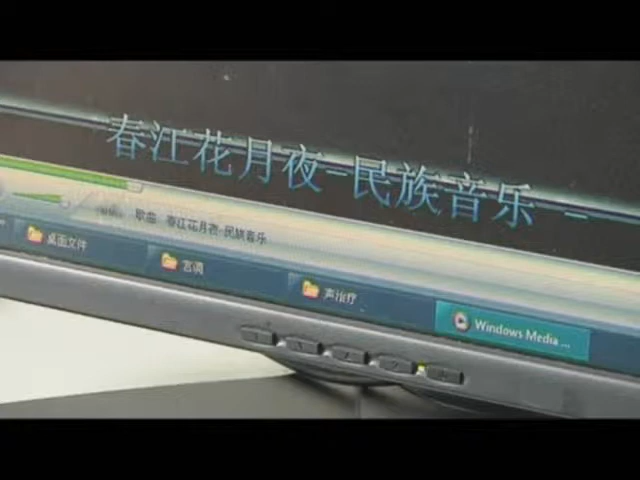 春江花月夜-民族音乐
歌曲 春江花月夜-民族音乐
桌面文件
宫调
Windows Media ...